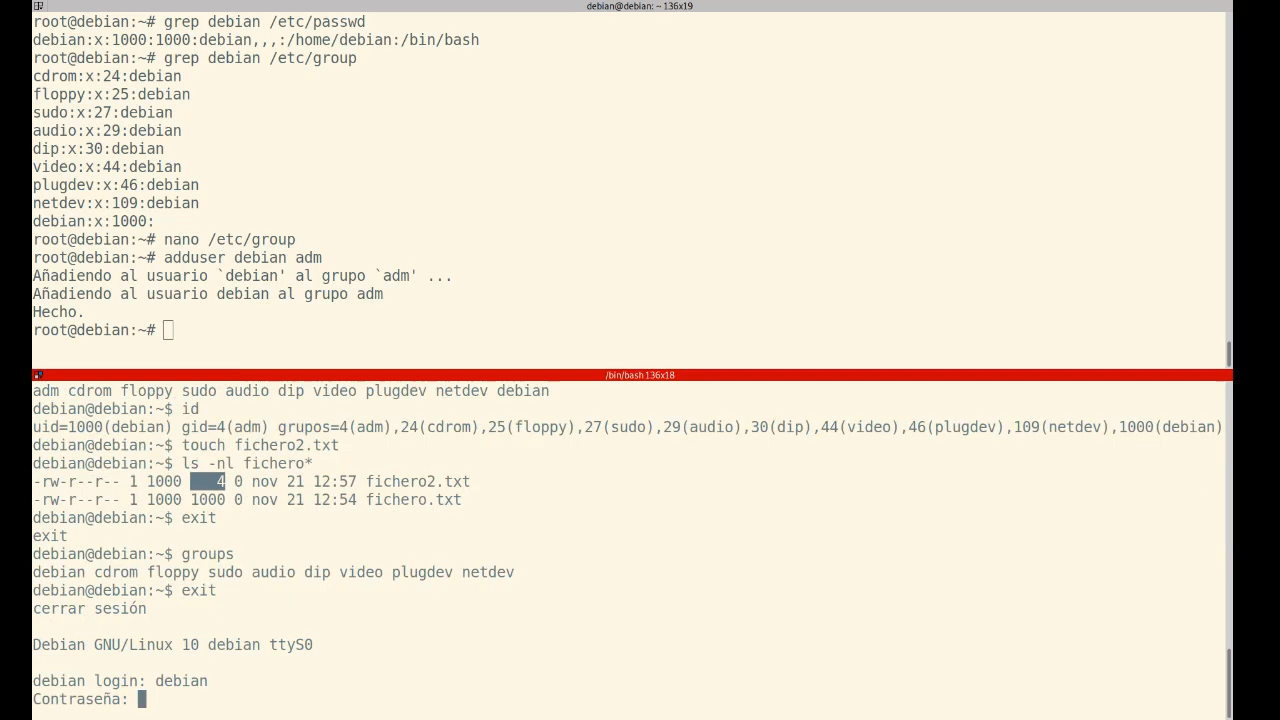 debian@debian: ~ 136x19
root@debian:~# grep debian /etc/passwd
debian:x:1000:1000:debian,,,:/home/debian:/bin/bash
root@debian:~# grep debian /etc/group
cdrom:x:24:debian
floppy:x:25:debian
sudo:x:27:debian
audio:x:29:debian
dip:x:30:debian
video:x:44:debian
plugdev:x:46:debian
netdev:x:109:debian
debian:x:1000:
root@debian:~# nano /etc/group
root@debian:~# adduser debian adm
Añadiendo al usuario `debian' al grupo `adm' ...
Añadiendo al usuario debian al grupo adm
Hecho.
root@debian:~#
/bin/bash 136x18
adm cdrom floppy sudo audio dip video plugdev netdev debian
debian@debian:~$ id
uid=1000(debian) gid=4(adm) grupos=4(adm),24(cdrom),25(floppy),27(sudo),29(audio),30(dip),44(video),46(plugdev),109(netdev),1000(debian)
debian@debian:~$ touch fichero2.txt
debian@debian:~$ ls -nl fichero*
-rw-r--r-- 1 1000    4 0 nov 21 12:57 fichero2.txt
-rw-r--r-- 1 1000 1000 0 nov 21 12:54 fichero.txt
debian@debian:~$ exit
exit
debian@debian:~$ groups
debian cdrom floppy sudo audio dip video plugdev netdev
debian@debian:~$ exit
cerrar sesión
Debian GNU/Linux 10 debian ttyS0
debian login: debian
Contraseña: